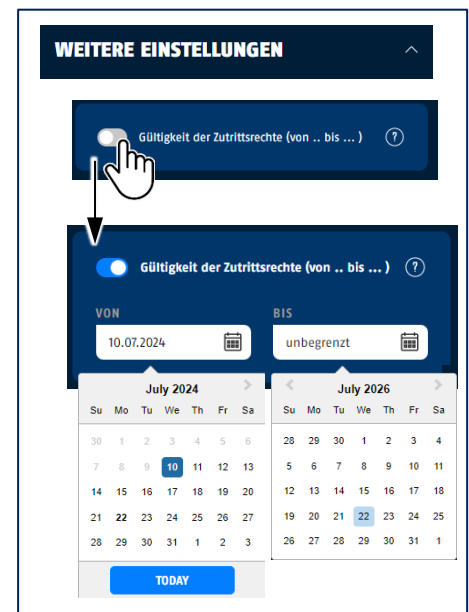 WEITERE EINSTELLUNGEN
Gültigkeit der Zutrittsrechte (von .. bis ... ) ?
Gültigkeit der Zutrittsrechte (von .. bis ... ) ?
VON BIS
10.07.2024 unbegrenzt
July 2024 July 2026
Su Mo Tu We Th Fr Sa Su Mo Tu We Th Fr Sa
30 1 2 3 4 5 6 28 29 30 1 2 3 4
7 8 9 10 11 12 13 5 6 7 8 9 10 11
14 15 16 17 18 19 20 12 13 14 15 16 17 18
21 22 23 24 25 26 27 19 20 21 22 23 24 25
28 29 30 31 1 2 3 26 27 28 29 30 31 1
TODAY